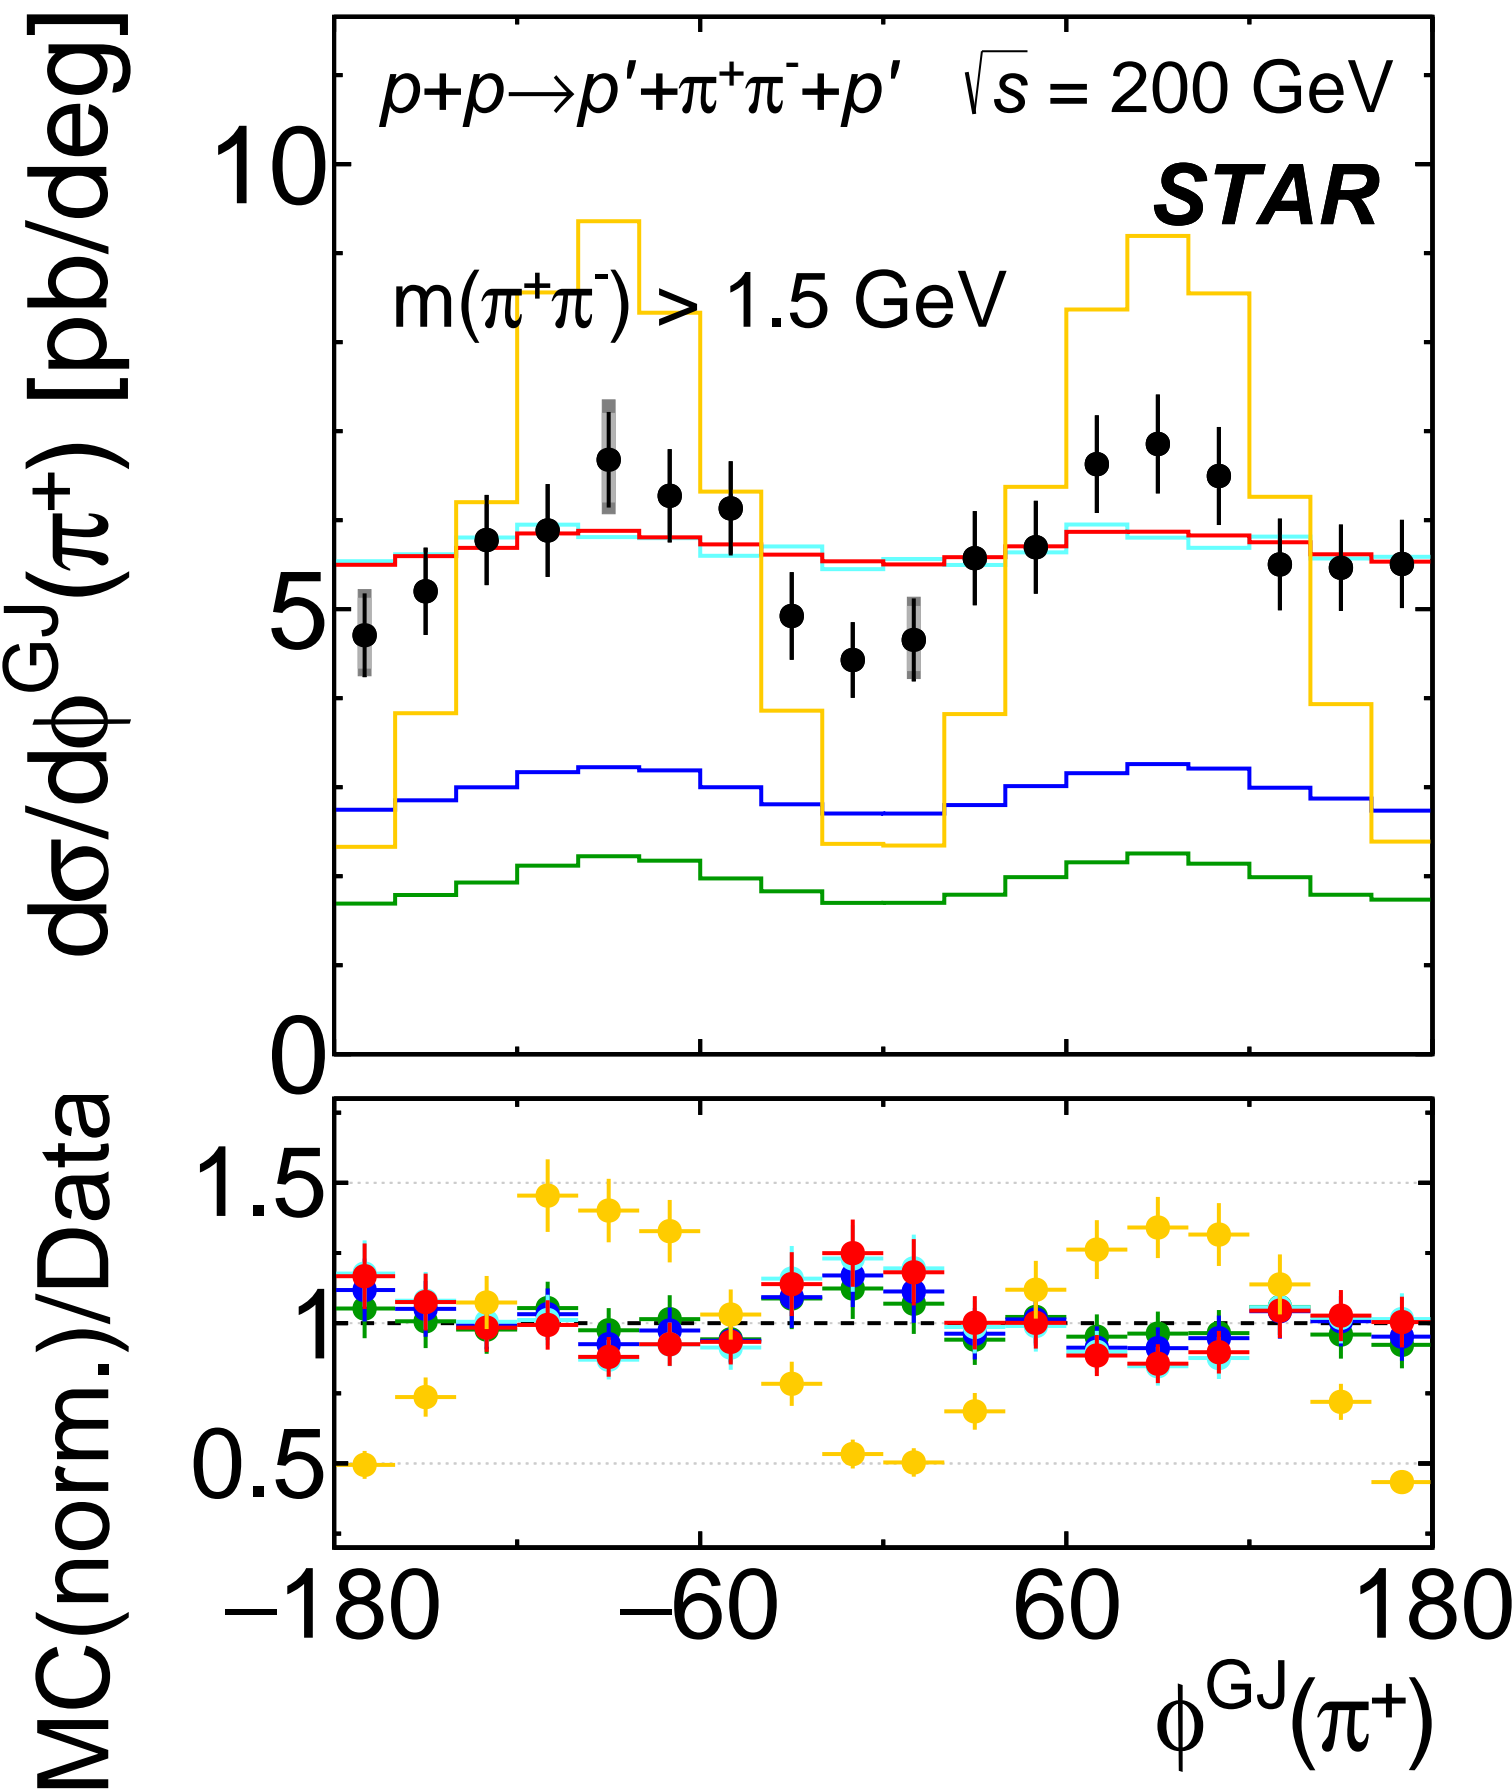 p+p→p′+π⁺π⁻+p′ √s = 200 GeV
STAR
m(π⁺π⁻) > 1.5 GeV
dσ/dϕ^GJ(π⁺) [pb/deg]
10
5
0
MC(norm.)/Data
1.5
1
0.5
−180 −60 60 180
ϕ^GJ(π⁺)